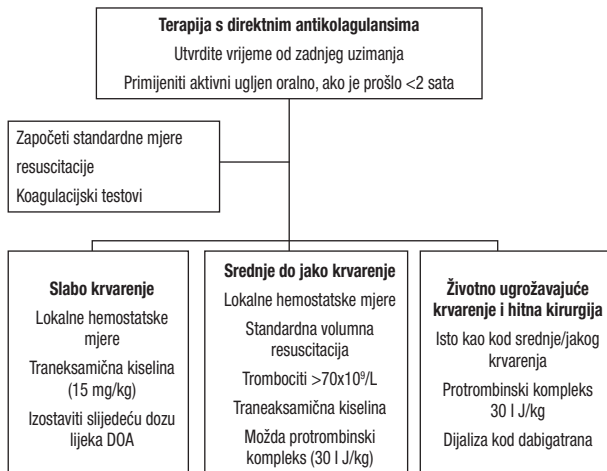 Terapija s direktnim antikolagulansima
Utvrdite vrijeme od zadnjeg uzimanja
Primijeniti aktivni ugljen oralno, ako je prošlo <2 sata
Započeti standardne mjere
resuscitacije
Koagulacijski testovi
Slabo krvarenje
Lokalne hemostatske
mjere
Traneksamična kiselina
(15 mg/kg)
Izostaviti slijedeću dozu
lijeka DOA
Srednje do jako krvarenje
Lokalne hemostatske mjere
Standardna volumna
resuscitacija
Trombociti >70x10⁹/L
Traneaksamična kiselina
Možda protrombinski
kompleks (30 I J/kg)
Životno ugrožavajuće
krvarenje i hitna kirurgija
Isto kao kod srednje/jakog
krvarenja
Protrombinski kompleks
30 I J/kg
Dijaliza kod dabigatrana